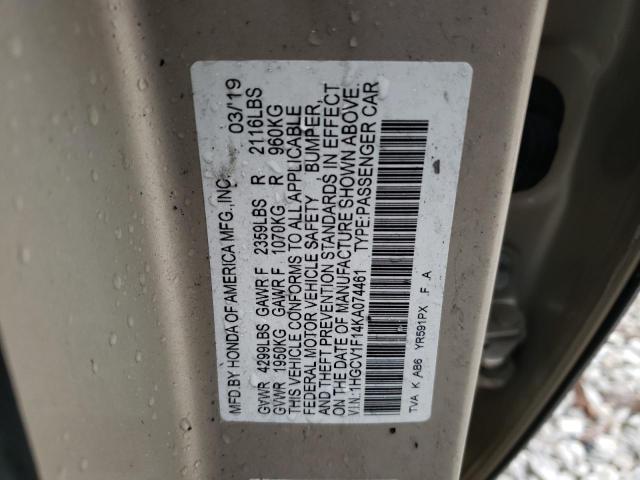 MFD BY HONDA OF AMERICA MFG., INC. 03/'19
GVWR 4299LBS GAWR F 2359LBS R 2116LBS
GVWR 1950KG GAWR F 1070KG R 960KG
THIS VEHICLE CONFORMS TO ALL APPLICABLE
FEDERAL MOTOR VEHICLE SAFETY BUMPER,
AND THEFT PREVENTION STANDARDS IN EFFECT
ON THE DATE OF MANUFACTURE SHOWN ABOVE.
V.I.N.:1HGCV1F14KA074461 TYPE:PASSENGER CAR
TVA K AB6 YR591PX F A